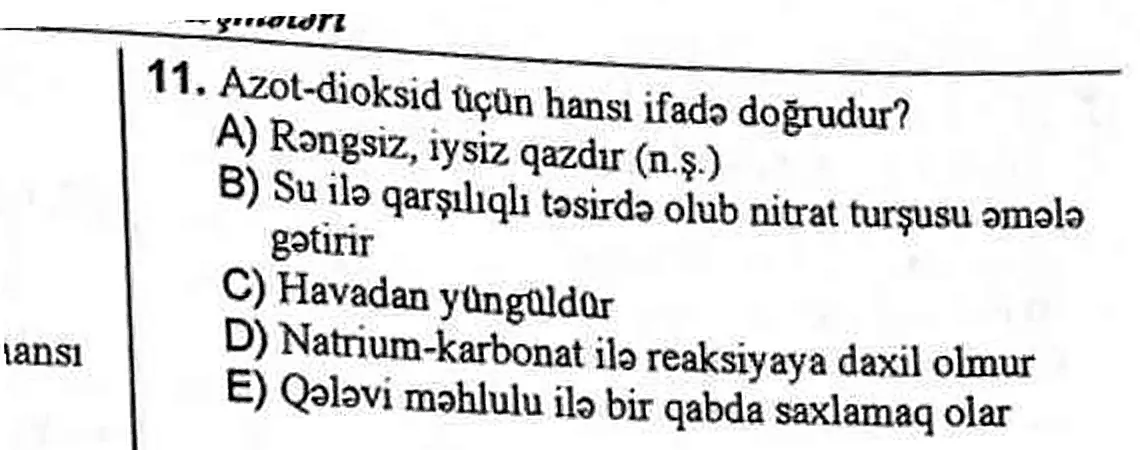 11. Azot-dioksid üçün hansı ifadə doğrudur?
A) Rəngsiz, iysiz qazdır (n.ş.)
B) Su ilə qarşılıqlı təsirdə olub nitrat turşusu əmələ
gətirir
C) Havadan yüngüldür
D) Natrium-karbonat ilə reaksiyaya daxil olmur
E) Qələvi məhlulu ilə bir qabda saxlamaq olar